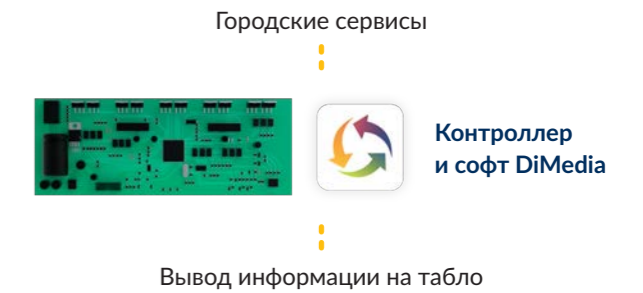 Городские сервисы
Контроллер
и софт DiMedia
Вывод информации на табло